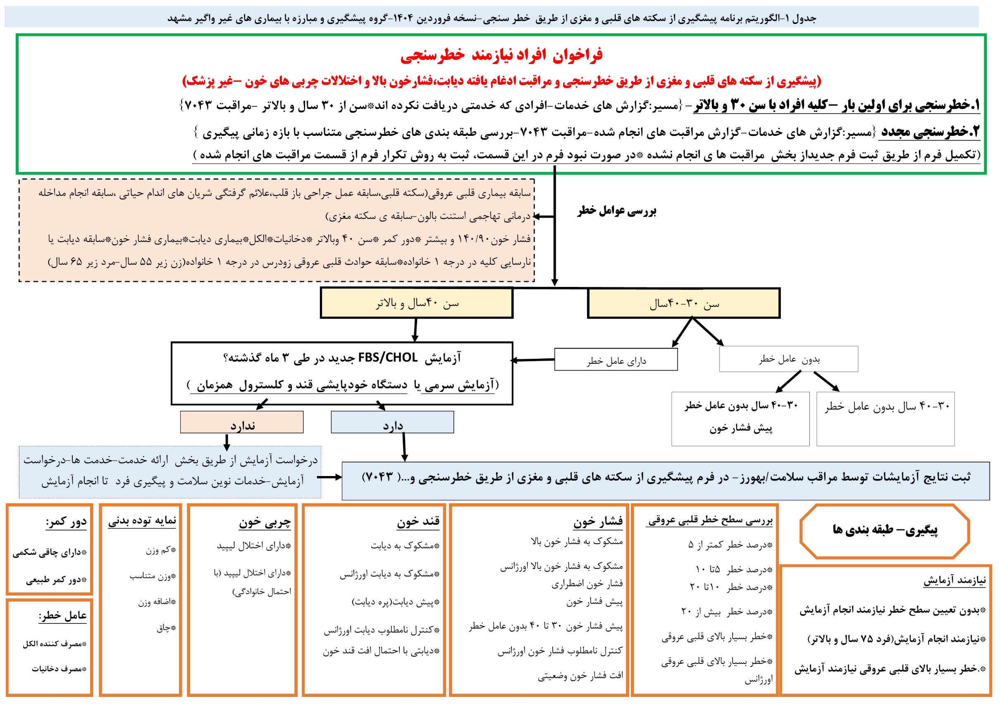 جدول ۱-الگوریتم برنامه پیشگیری از سکته های قلبی و مغزی از طریق خطر سنجی-نسخه فروردین ۱۴۰۴-گروه پیشگیری و مبارزه با بیماری های غیر واگیر مشهد
فراخوان افراد نیازمند خطرسنجی
(پیشگیری از سکته های قلبی و مغزی از طریق خطرسنجی و مراقبت ادغام یافته دیابت،فشارخون بالا و اختلالات چربی های خون –غیر پزشک)
۱.خطرسنجی برای اولین بار –کلیه افراد با سن ۳۰ و بالاتر- {مسیر:گزارش های خدمات-افرادی که خدمتی دریافت نکرده اند*سن از ۳۰ سال و بالاتر -مراقبت ۷۰۴۳}
۲.خطرسنجی مجدد {مسیر:گزارش های خدمات-گزارش مراقبت های انجام شده-مراقبت ۷۰۴۳-بررسی طبقه بندی های خطرسنجی متناسب با بازه زمانی پیگیری }
(تکمیل فرم از طریق ثبت فرم جدیداز بخش مراقبت ها ی انجام نشده *در صورت نبود فرم در این قسمت، ثبت به روش تکرار فرم از قسمت مراقبت های انجام شده )
بررسی عوامل خطر
سابقه بیماری قلبی عروقی(سکته قلبی،سابقه عمل جراحی باز قلب،علائم گرفتگی شریان های اندام حیاتی ،سابقه انجام مداخله
درمانی تهاجمی استنت بالون-سابقه ی سکته مغزی)
فشار خون۱۴۰/۹۰ و بیشتر *دور کمر *سن ۴۰ وبالاتر *دخانیات*الکل*بیماری دیابت*بیماری فشار خون*سابقه دیابت یا
نارسایی کلیه در درجه ۱ خانواده*سابقه حوادث قلبی عروقی زودرس در درجه ۱ خانواده(زن زیر ۵۵ سال-مرد زیر ۶۵ سال)
سن ۳۰-۴۰سال
سن ۴۰سال و بالاتر
بدون عامل خطر
دارای عامل خطر
آزمایش FBS/CHOL جدید در طی ۳ ماه گذشته؟
(آزمایش سرمی یا دستگاه خودپایشی قند و کلسترول همزمان )
۳۰-۴۰ سال بدون عامل خطر
۳۰-۴۰ سال بدون عامل خطر
پیش فشار خون
دارد
ندارد
درخواست آزمایش از طریق بخش ارائه خدمت-خدمت ها-درخواست
آزمایش-خدمات نوین سلامت و پیگیری فرد تا انجام آزمایش
ثبت نتایج آزمایشات توسط مراقب سلامت/بهورز- در فرم پیشگیری از سکته های قلبی و مغزی از طریق خطرسنجی و...( ۷۰۴۳)
پیگیری- طبقه بندی ها
نیازمند آزمایش
*بدون تعیین سطح خطر نیازمند انجام آزمایش
*نیازمند انجام آزمایش(فرد ۷۵ سال و بالاتر)
*.خطر بسیار بالای قلبی عروقی نیازمند آزمایش
بررسی سطح خطر قلبی عروقی
*درصد خطر کمتر از ۵
*درصد خطر ۵تا ۱۰
*درصد خطر ۱۰تا ۲۰
*درصد خطر بیش از ۲۰
*خطر بسیار بالای قلبی عروقی
*خطر بسیار بالای قلبی عروقی
اورژانس
فشار خون
مشکوک به فشار خون بالا
مشکوک به فشار خون بالا اورژانس
فشار خون اضطراری
پیش فشار خون
پیش فشار خون ۳۰ تا ۴۰ بدون عامل خطر
کنترل نامطلوب فشار خون اورژانس
افت فشار خون وضعیتی
قند خون
*مشکوک به دیابت
*مشکوک به دیابت اورژانس
*پیش دیابت(پره دیابت)
*کنترل نامطلوب دیابت اورژانس
*دیابتی با احتمال افت قند خون
چربی خون
*دارای اختلال لیپید
*دارای اختلال لیپید (با
احتمال خانوادگی)
نمایه توده بدنی
*کم وزن
*وزن متناسب
*اضافه وزن
*چاق
دور کمر:
*دارای چاقی شکمی
*دور کمر طبیعی
عامل خطر:
*مصرف کننده الکل
*مصرف دخانیات